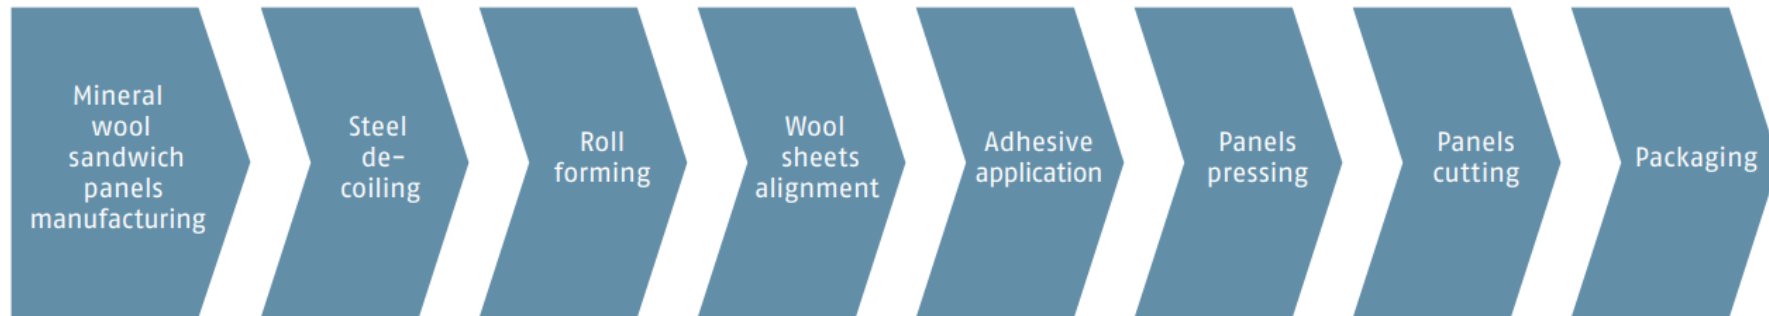 Mineral
wool
sandwich
panels
manufacturing
Steel
de-
coiling
Roll
forming
Wool
sheets
alignment
Adhesive
application
Panels
pressing
Panels
cutting
Packaging